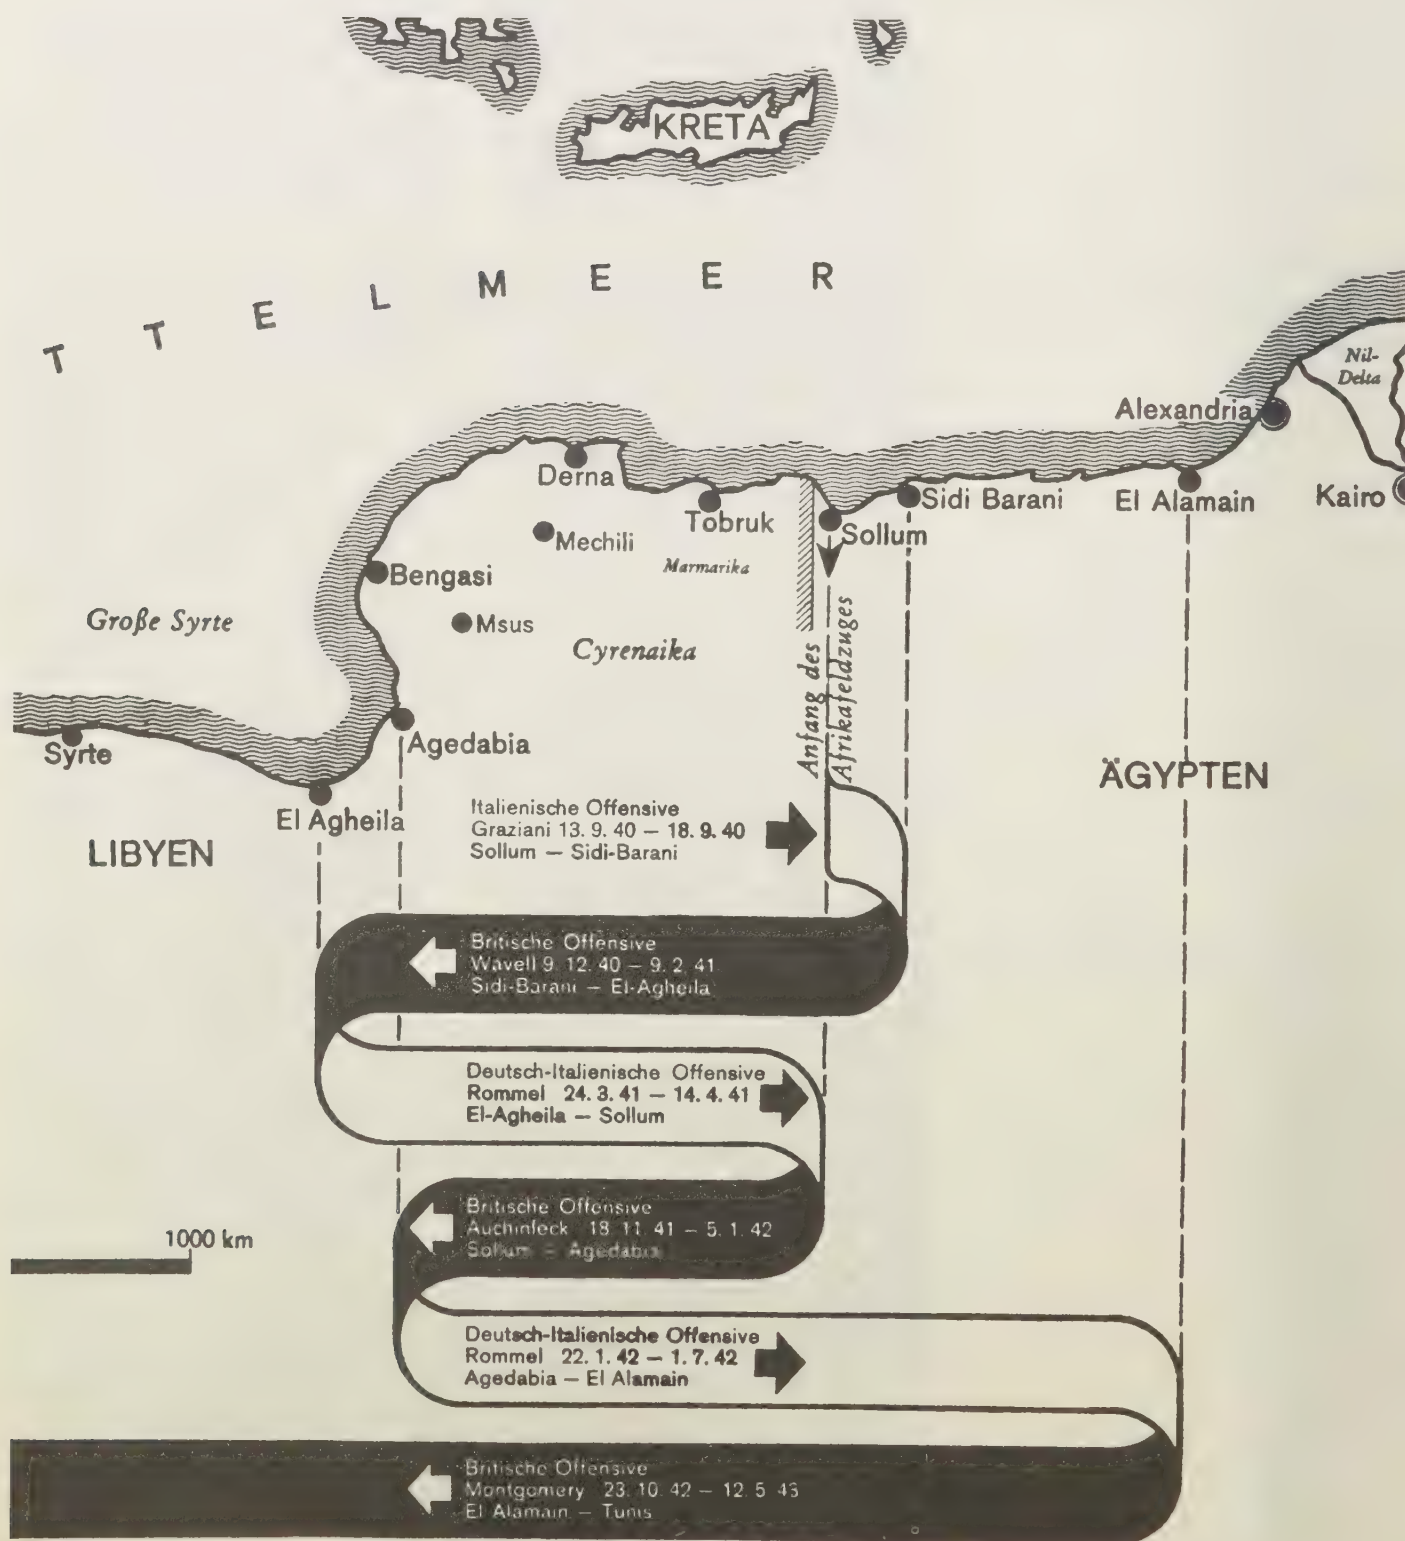 KRETA
T T E L M E E R
Nil-
Delta
Alexandria
Kairo
El Alamain
Sidi Barani
Sollum
Tobruk
Derna
Mechili
Marmarika
Bengasi
Msus
Große Syrte
Cyrenaika
Anfang des
Afrikafeldzuges
Syrte
Agedabia
El Agheila
LIBYEN
ÄGYPTEN
Italienische Offensive
Graziani 13. 9. 40 – 18. 9. 40
Sollum – Sidi-Barani
Britische Offensive
Wavell 9. 12. 40 – 9. 2. 41
Sidi-Barani – El-Agheila
Deutsch-Italienische Offensive
Rommel 24. 3. 41 – 14. 4. 41
El-Agheila – Sollum
Britische Offensive
Auchinleck 18. 11. 41 – 5. 1. 42
Sollum – Agedabia
1000 km
Deutsch-Italienische Offensive
Rommel 22. 1. 42 – 1. 7. 42
Agedabia – El Alamain
Britische Offensive
Montgomery 23. 10. 42 – 12. 5. 43
El Alamain – Tunis